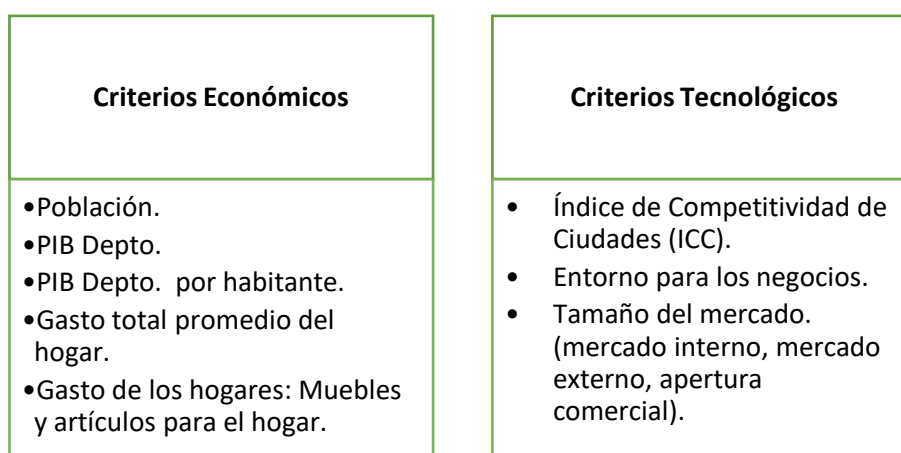 Criterios Económicos
•Población.
•PIB Depto.
•PIB Depto.  por habitante.
•Gasto total promedio del
hogar.
•Gasto de los hogares: Muebles
y artículos para el hogar.
Criterios Tecnológicos
• Índice de Competitividad de
Ciudades (ICC).
• Entorno para los negocios.
• Tamaño del mercado.
(mercado interno, mercado
externo, apertura
comercial).